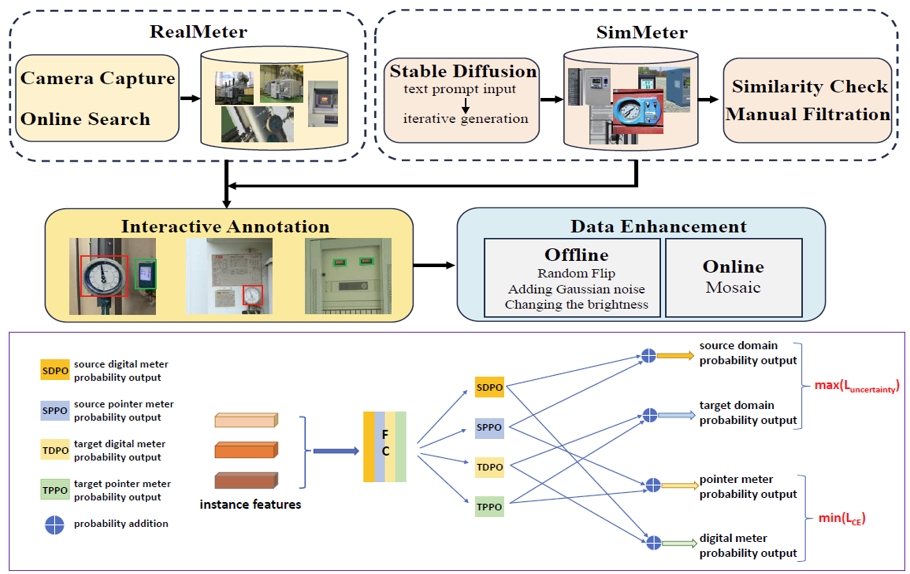 RealMeter
Camera Capture
Online Search
SimMeter
Stable Diffusion
text prompt input
iterative generation
Similarity Check
Manual Filtration
Interactive Annotation
Data Enhancement
Offline
Random Flip
Adding Gaussian noise
Changing the brightness
Online
Mosaic
SDPO
source digital meter
probability output
SPPO
source pointer meter
probability output
TDPO
target digital meter
probability output
TPPO
target pointer meter
probability output
probability addition
instance features
F
C
SDPO
SPPO
TDPO
TPPO
source domain
probability output
target domain
probability output
pointer meter
probability output
digital meter
probability output
max(Luncertainty)
min(LCE)